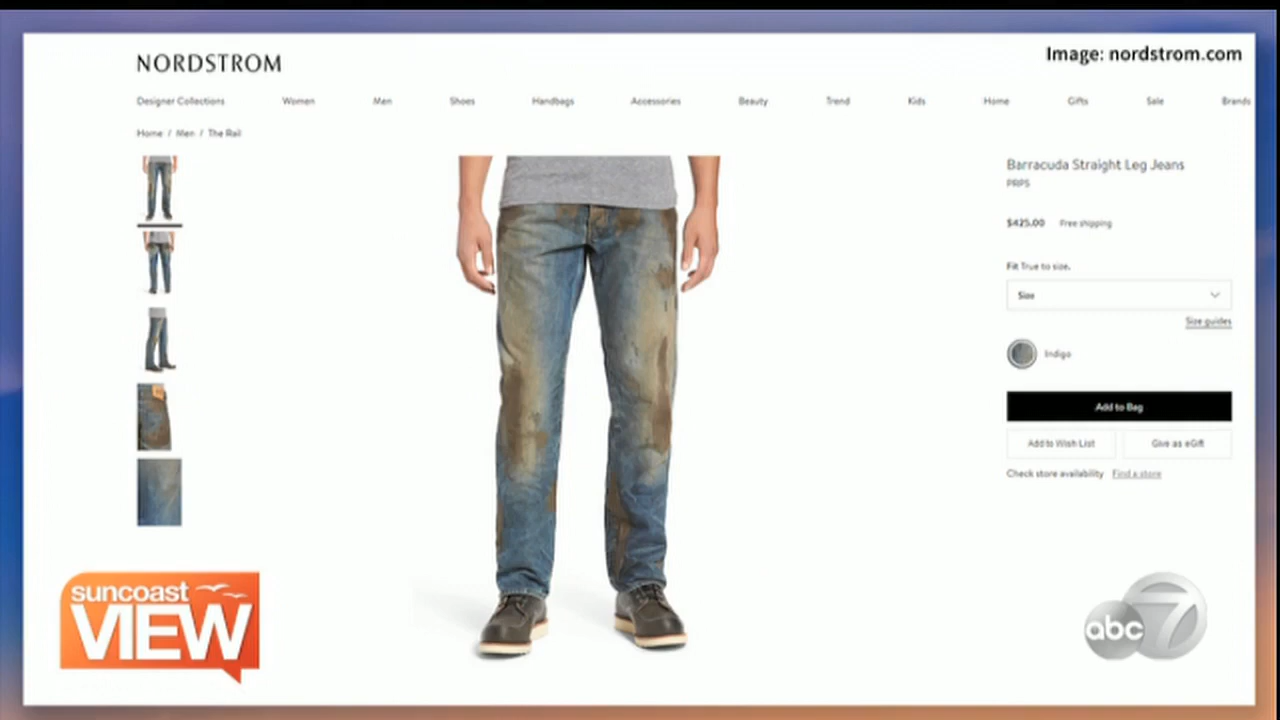 Image: nordstrom.com
NORDSTROM
Designer Collections Women Men Shoes Handbags Accessories Beauty Trend Kids Home Gifts Sale Brands
Home / Men / The Rail
Barracuda Straight Leg Jeans
PRPS
$425.00 Free shipping
Fit True to size.
Size
Size guides
Indigo
Add to Bag
Add to Wish List Give as eGift
Check store availability Find a store
suncoast
VIEW
abc 7